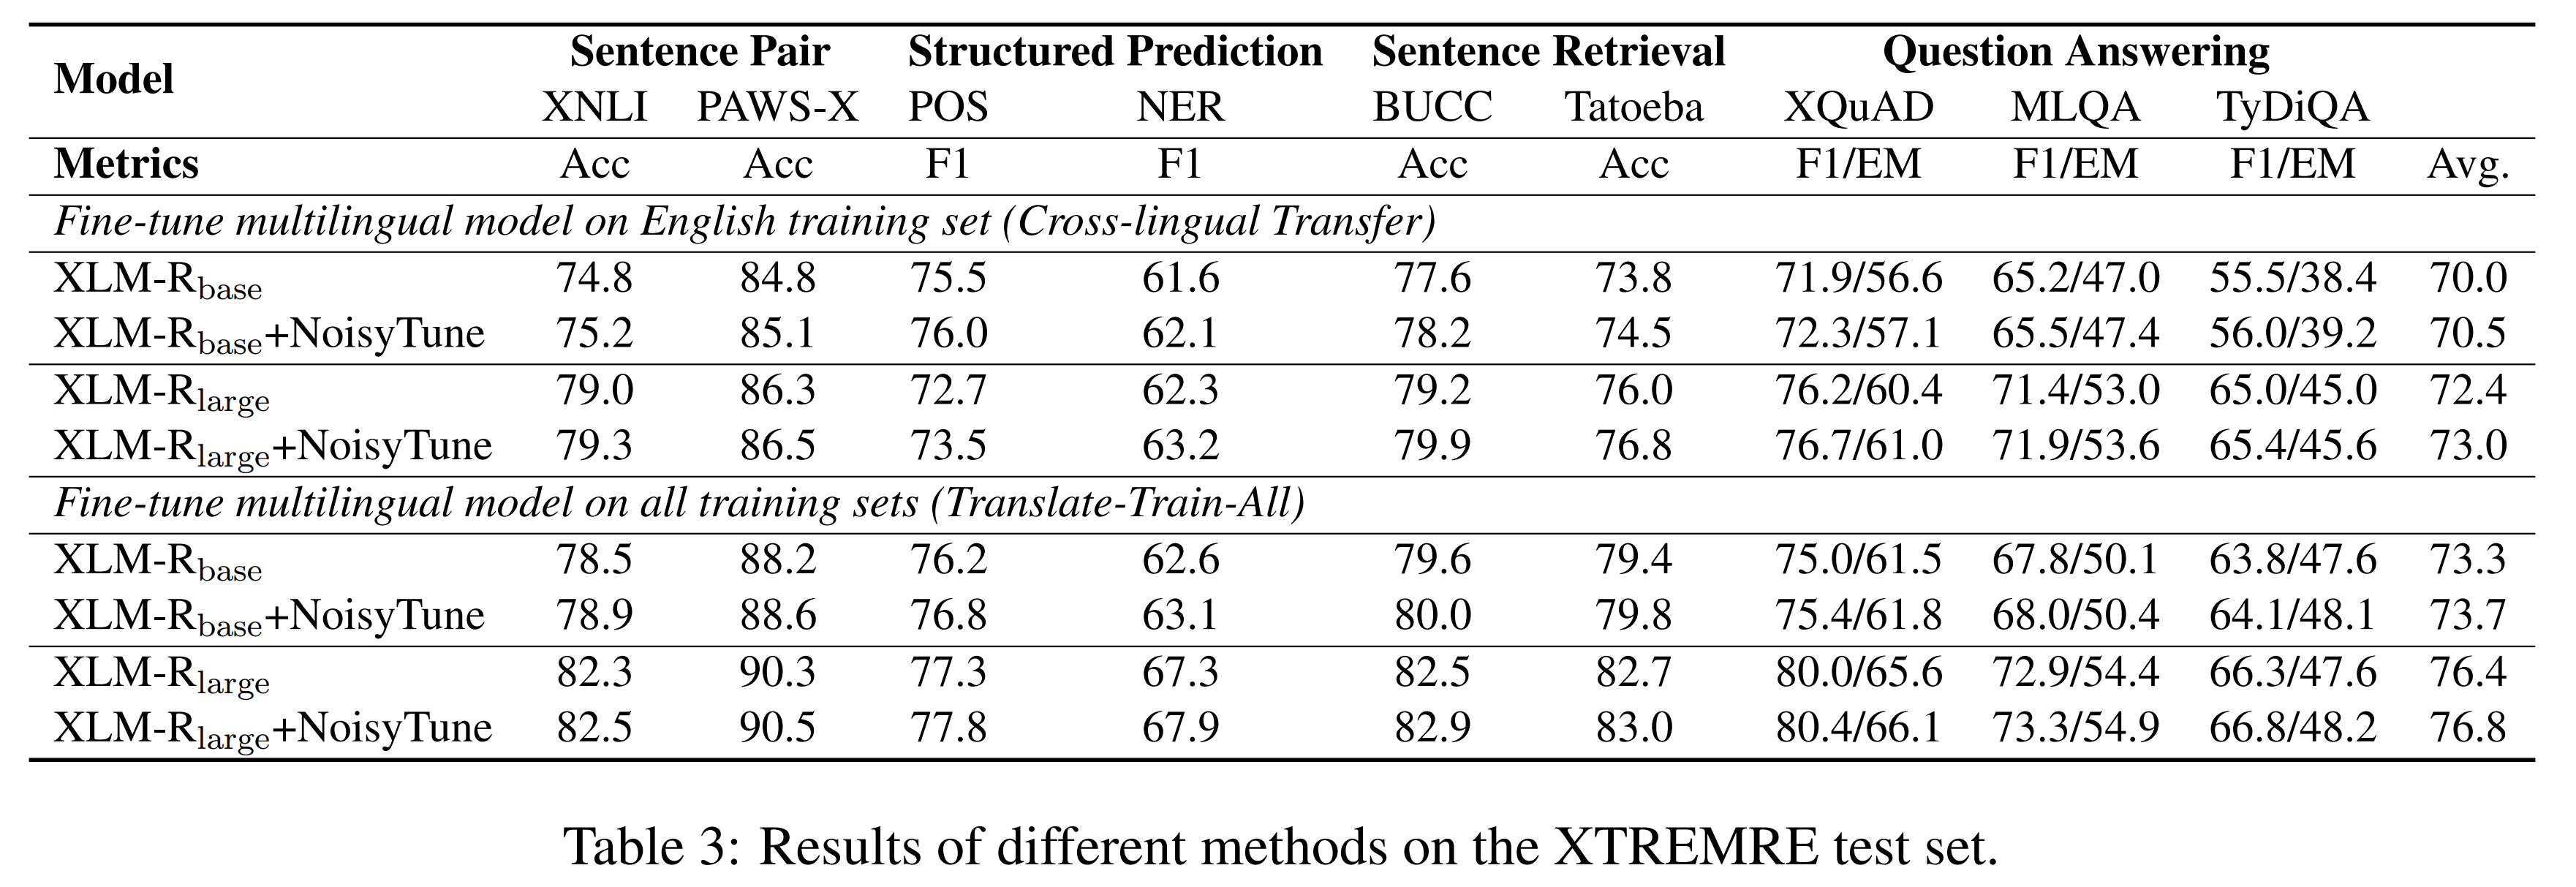 Model Sentence Pair Structured Prediction Sentence Retrieval Question Answering
XNLI PAWS-X POS NER BUCC Tatoeba XQuAD MLQA TyDiQA
Metrics Acc Acc F1 F1 Acc Acc F1/EM F1/EM F1/EM Avg.
Fine-tune multilingual model on English training set (Cross-lingual Transfer)
XLM-Rbase 74.8 84.8 75.5 61.6 77.6 73.8 71.9/56.6 65.2/47.0 55.5/38.4 70.0
XLM-Rbase+NoisyTune 75.2 85.1 76.0 62.1 78.2 74.5 72.3/57.1 65.5/47.4 56.0/39.2 70.5
XLM-Rlarge 79.0 86.3 72.7 62.3 79.2 76.0 76.2/60.4 71.4/53.0 65.0/45.0 72.4
XLM-Rlarge+NoisyTune 79.3 86.5 73.5 63.2 79.9 76.8 76.7/61.0 71.9/53.6 65.4/45.6 73.0
Fine-tune multilingual model on all training sets (Translate-Train-All)
XLM-Rbase 78.5 88.2 76.2 62.6 79.6 79.4 75.0/61.5 67.8/50.1 63.8/47.6 73.3
XLM-Rbase+NoisyTune 78.9 88.6 76.8 63.1 80.0 79.8 75.4/61.8 68.0/50.4 64.1/48.1 73.7
XLM-Rlarge 82.3 90.3 77.3 67.3 82.5 82.7 80.0/65.6 72.9/54.4 66.3/47.6 76.4
XLM-Rlarge+NoisyTune 82.5 90.5 77.8 67.9 82.9 83.0 80.4/66.1 73.3/54.9 66.8/48.2 76.8
Table 3: Results of different methods on the XTREMRE test set.